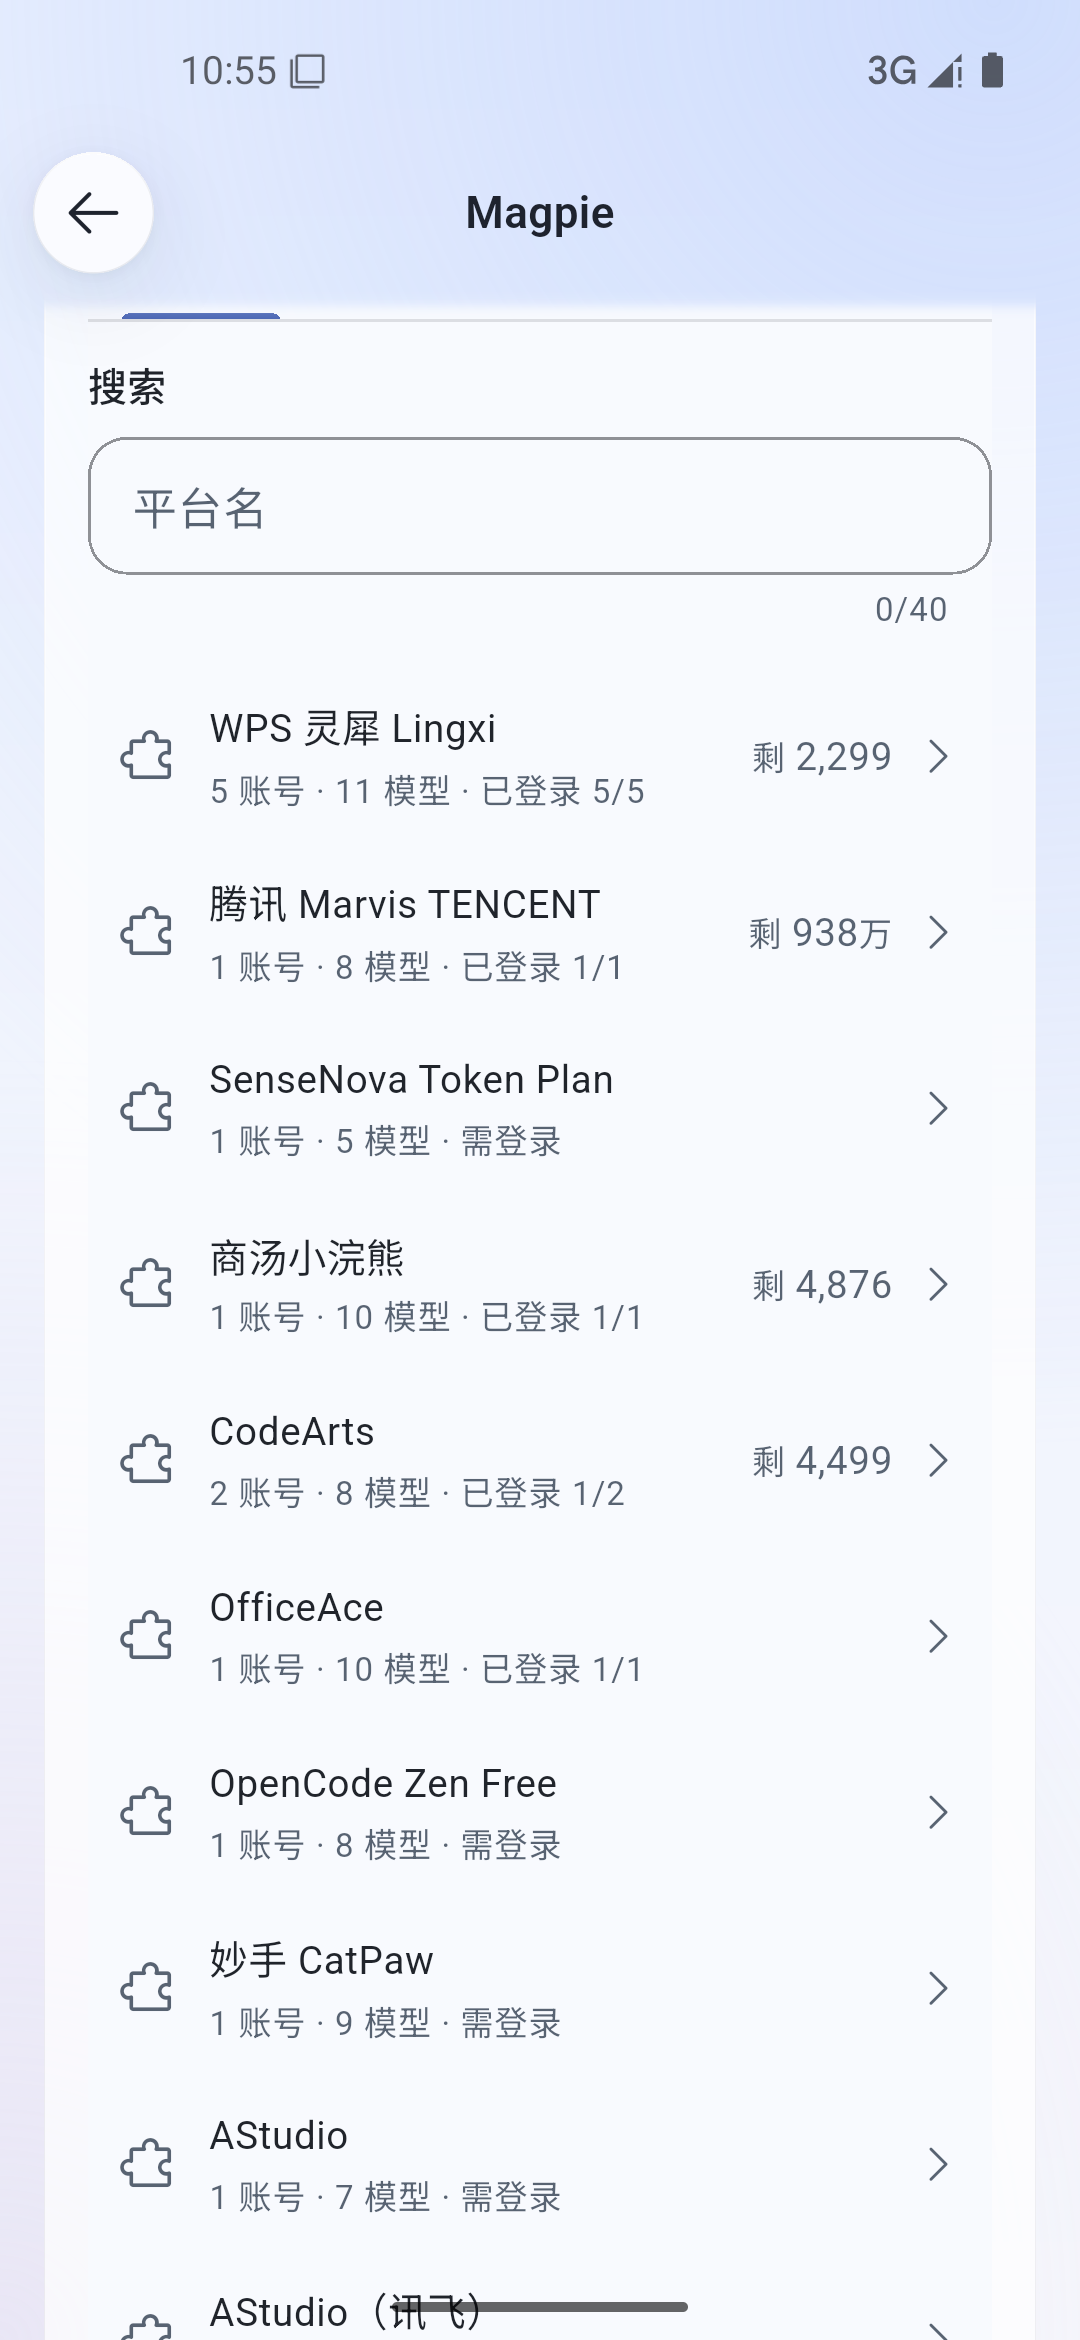 10:55
3G
Magpie
搜索
平台名
0/40
WPS 灵犀 Lingxi
剩 2,299
5 账号 · 11 模型 · 已登录 5/5
腾讯 Marvis TENCENT
剩 938万
1 账号 · 8 模型 · 已登录 1/1
SenseNova Token Plan
1 账号 · 5 模型 · 需登录
商汤小浣熊
剩 4,876
1 账号 · 10 模型 · 已登录 1/1
CodeArts
剩 4,499
2 账号 · 8 模型 · 已登录 1/2
OfficeAce
1 账号 · 10 模型 · 已登录 1/1
OpenCode Zen Free
1 账号 · 8 模型 · 需登录
妙手 CatPaw
1 账号 · 9 模型 · 需登录
AStudio
1 账号 · 7 模型 · 需登录
AStudio（讯飞）